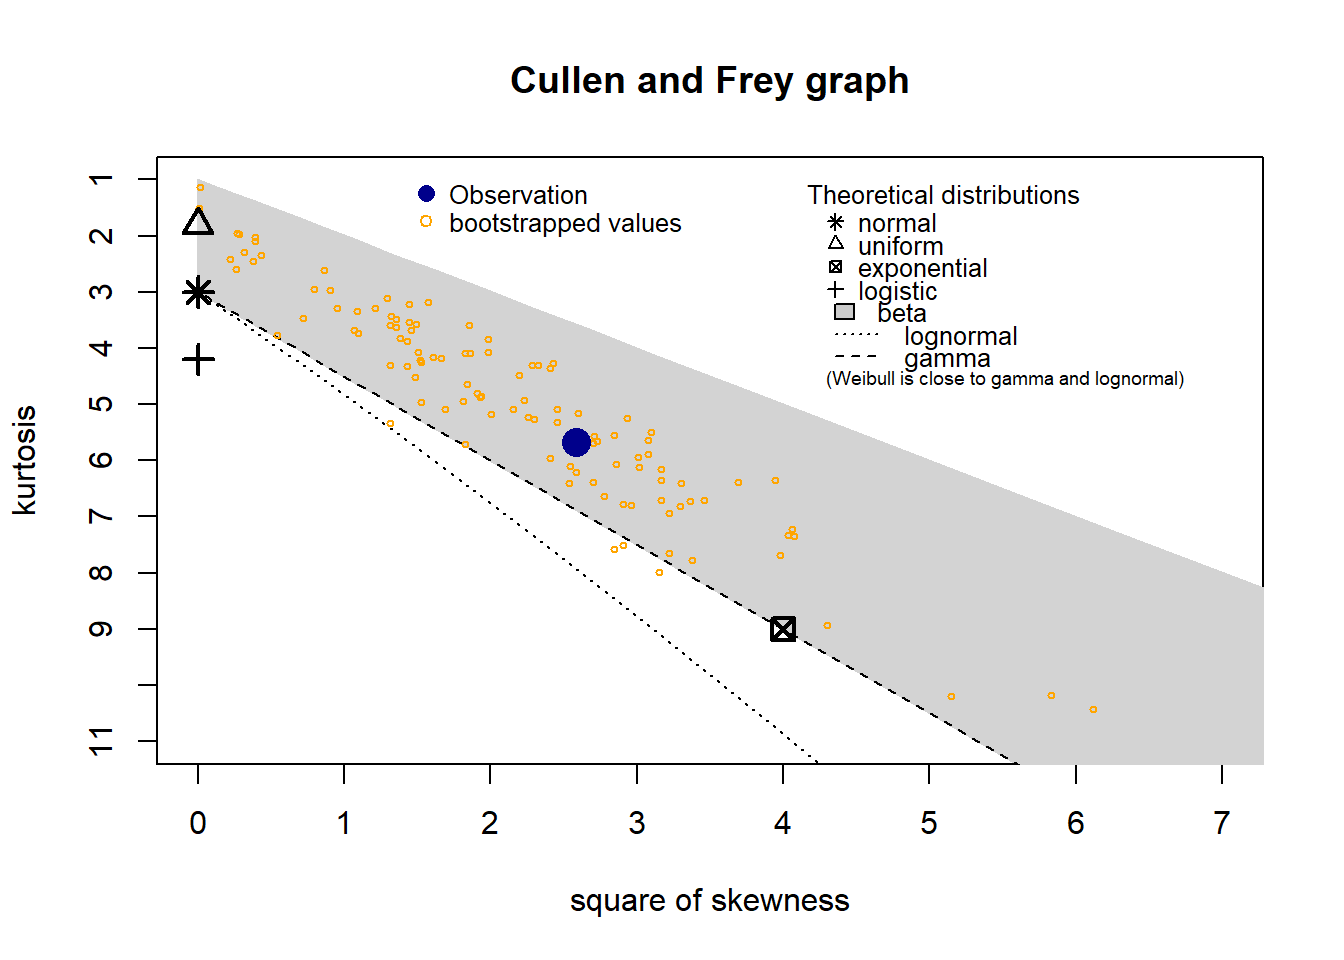 Cullen and Frey graph
Observation
bootstrapped values
Theoretical distributions
normal
uniform
exponential
logistic
beta
lognormal
gamma
(Weibull is close to gamma and lognormal)
kurtosis
1
2
3
4
5
6
7
8
9
11
0 1 2 3 4 5 6 7
square of skewness